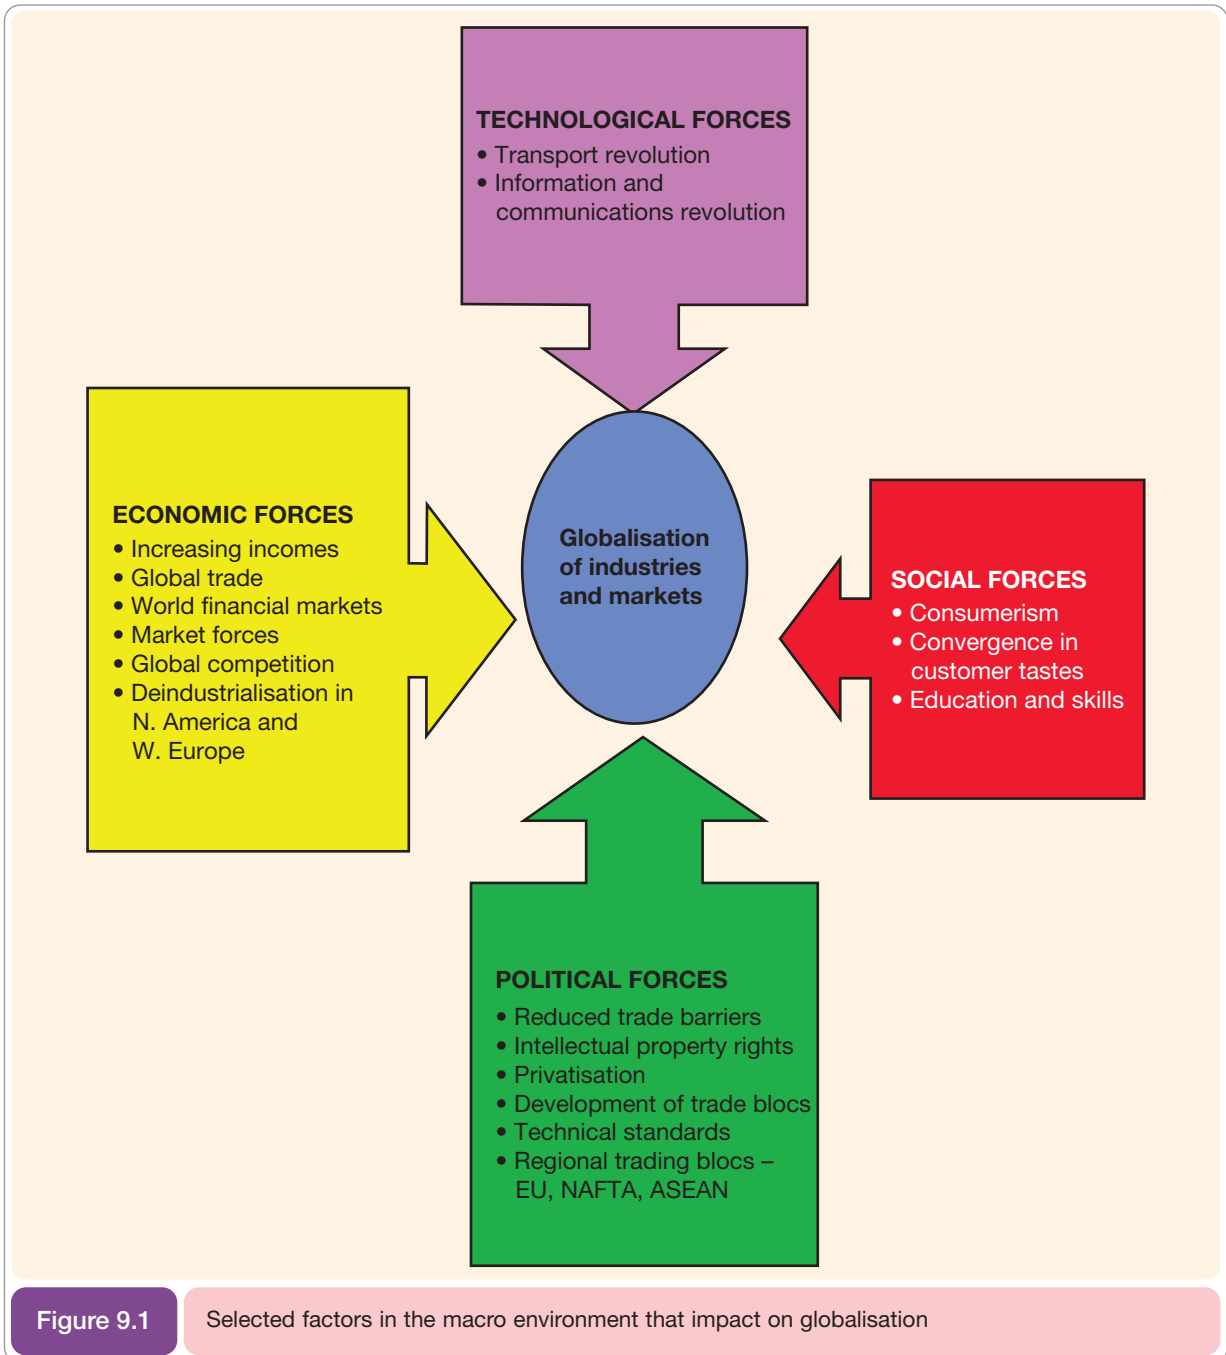 TECHNOLOGICAL FORCES
• Transport revolution
• Information and
communications revolution
ECONOMIC FORCES
• Increasing incomes
• Global trade
• World financial markets
• Market forces
• Global competition
• Deindustrialisation in
N. America and
W. Europe
Globalisation
of industries
and markets
SOCIAL FORCES
• Consumerism
• Convergence in
customer tastes
• Education and skills
POLITICAL FORCES
• Reduced trade barriers
• Intellectual property rights
• Privatisation
• Development of trade blocs
• Technical standards
• Regional trading blocs –
EU, NAFTA, ASEAN
Figure 9.1
Selected factors in the macro environment that impact on globalisation